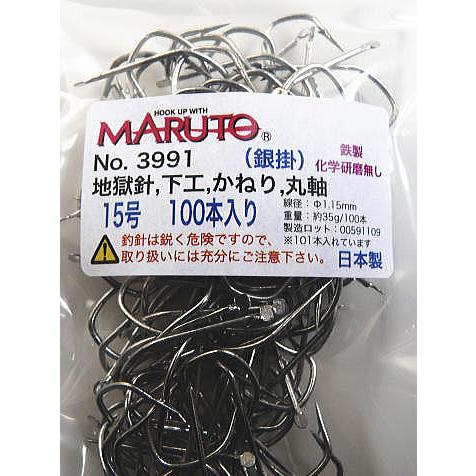 HOOK UP WITH
MARUTO®
No. 3991 （銀掛） 鉄製
化学研磨無し
地獄針,下工,かねり,丸軸
15号 100本入り
線径：Φ1.15mm
重量：約35g/100本
製造ロット：00591109
※101本入れています
釣針は鋭く危険ですので、
取り扱いには充分にご注意下さい。
日本製